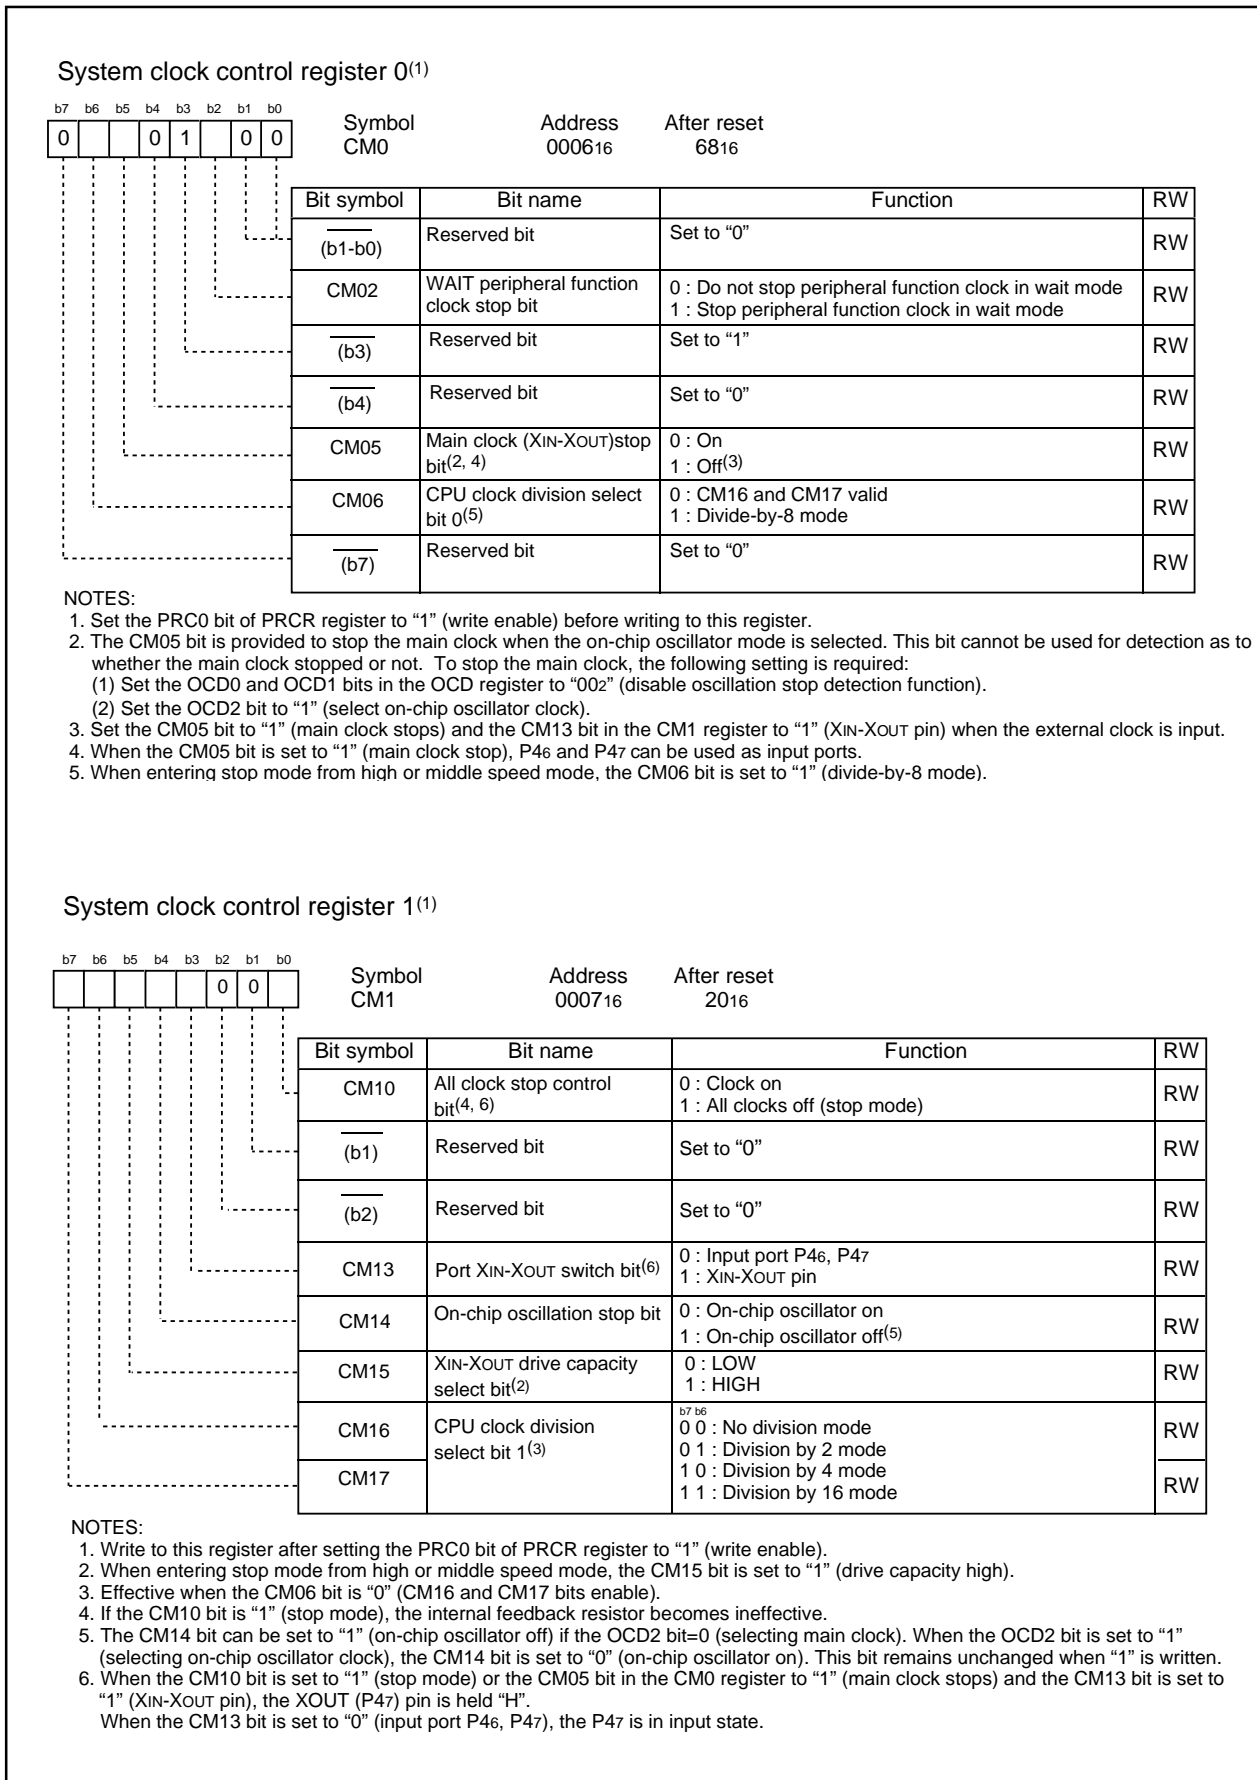 System clock control register 0(1)
b7 b6 b5 b4 b3 b2 b1 b0
0 0 1 0 0
Symbol Address After reset
CM0 000616 6816
Bit symbol Bit name Function RW
(b1-b0) Reserved bit Set to “0” RW
CM02 WAIT peripheral function clock stop bit 0 : Do not stop peripheral function clock in wait mode RW
1 : Stop peripheral function clock in wait mode
(b3) Reserved bit Set to “1” RW
(b4) Reserved bit Set to “0” RW
CM05 Main clock (XIN-XOUT)stop bit(2, 4) 0 : On RW
1 : Off(3)
CM06 CPU clock division select bit 0(5) 0 : CM16 and CM17 valid RW
1 : Divide-by-8 mode
(b7) Reserved bit Set to “0” RW
NOTES:
1. Set the PRC0 bit of PRCR register to “1” (write enable) before writing to this register.
2. The CM05 bit is provided to stop the main clock when the on-chip oscillator mode is selected. This bit cannot be used for detection as to
whether the main clock stopped or not. To stop the main clock, the following setting is required:
(1) Set the OCD0 and OCD1 bits in the OCD register to “002” (disable oscillation stop detection function).
(2) Set the OCD2 bit to “1” (select on-chip oscillator clock).
3. Set the CM05 bit to “1” (main clock stops) and the CM13 bit in the CM1 register to “1” (XIN-XOUT pin) when the external clock is input.
4. When the CM05 bit is set to “1” (main clock stop), P46 and P47 can be used as input ports.
5. When entering stop mode from high or middle speed mode, the CM06 bit is set to “1” (divide-by-8 mode).
System clock control register 1(1)
b7 b6 b5 b4 b3 b2 b1 b0
0 0
Symbol Address After reset
CM1 000716 2016
Bit symbol Bit name Function RW
CM10 All clock stop control bit(4, 6) 0 : Clock on RW
1 : All clocks off (stop mode)
(b1) Reserved bit Set to “0” RW
(b2) Reserved bit Set to “0” RW
CM13 Port XIN-XOUT switch bit(6) 0 : Input port P46, P47 RW
1 : XIN-XOUT pin
CM14 On-chip oscillation stop bit 0 : On-chip oscillator on RW
1 : On-chip oscillator off(5)
CM15 XIN-XOUT drive capacity select bit(2) 0 : LOW RW
1 : HIGH
CM16 CPU clock division select bit 1(3) b7 b6 RW
0 0 : No division mode
0 1 : Division by 2 mode
CM17 1 0 : Division by 4 mode RW
1 1 : Division by 16 mode
NOTES:
1. Write to this register after setting the PRC0 bit of PRCR register to “1” (write enable).
2. When entering stop mode from high or middle speed mode, the CM15 bit is set to “1” (drive capacity high).
3. Effective when the CM06 bit is “0” (CM16 and CM17 bits enable).
4. If the CM10 bit is “1” (stop mode), the internal feedback resistor becomes ineffective.
5. The CM14 bit can be set to “1” (on-chip oscillator off) if the OCD2 bit=0 (selecting main clock). When the OCD2 bit is set to “1”
(selecting on-chip oscillator clock), the CM14 bit is set to “0” (on-chip oscillator on). This bit remains unchanged when “1” is written.
6. When the CM10 bit is set to “1” (stop mode) or the CM05 bit in the CM0 register to “1” (main clock stops) and the CM13 bit is set to
“1” (XIN-XOUT pin), the XOUT (P47) pin is held “H”.
When the CM13 bit is set to “0” (input port P46, P47), the P47 is in input state.